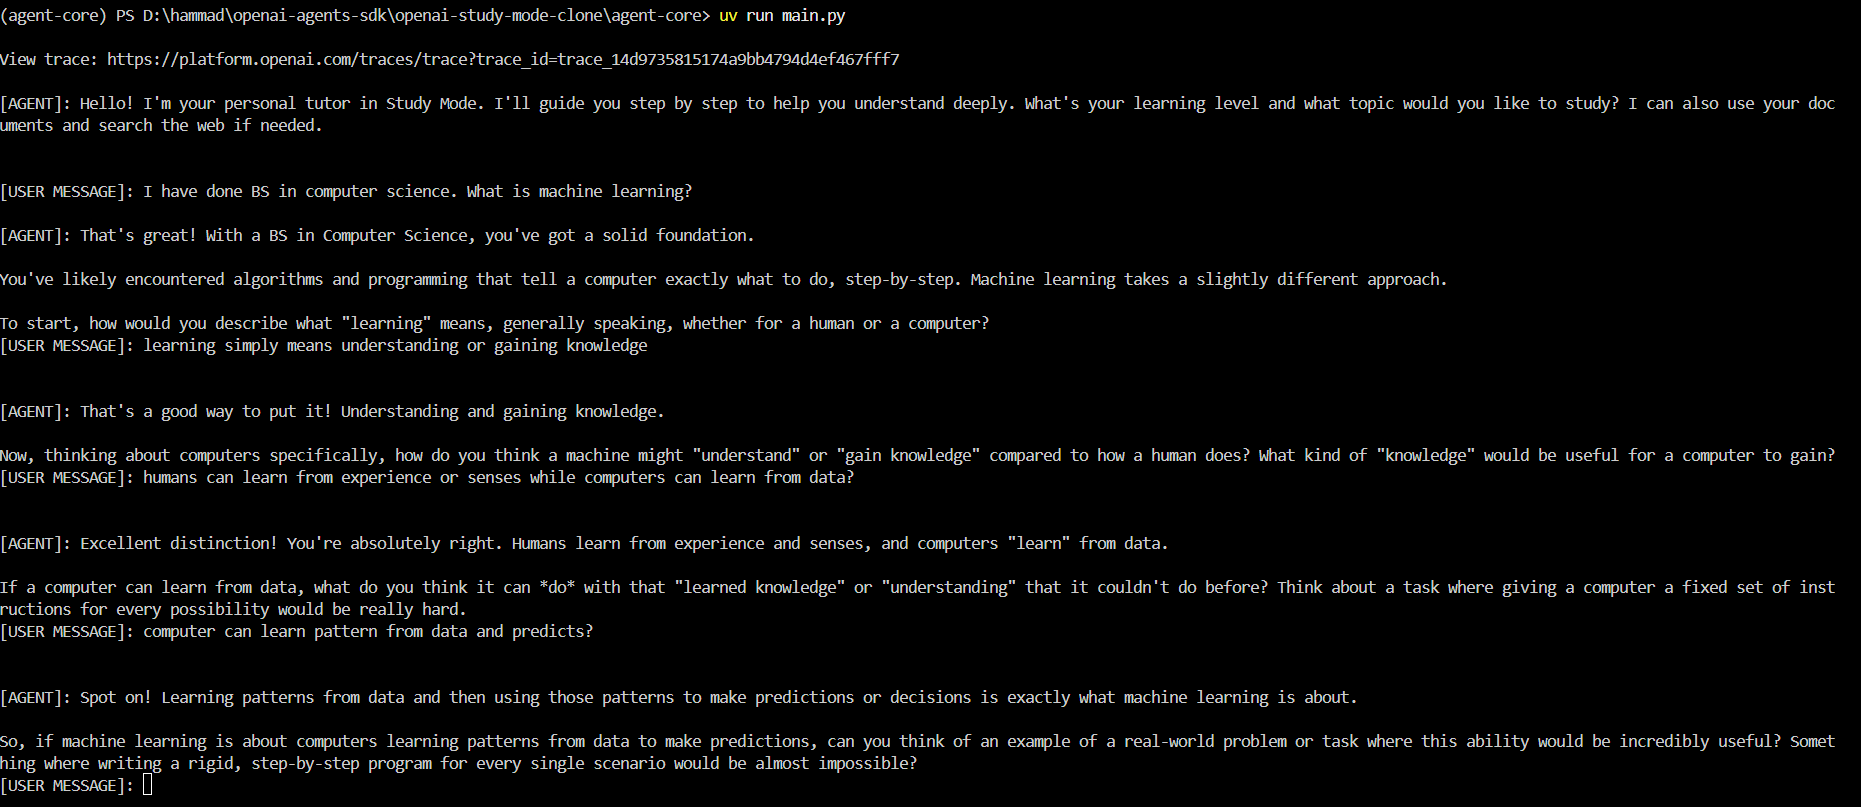 (agent-core) PS D:\hammad\openai-agents-sdk\openai-study-mode-clone\agent-core> uv run main.py
View trace: https://platform.openai.com/traces/trace?trace_id=trace_14d9735815174a9bb4794d4ef467fff7
[AGENT]: Hello! I'm your personal tutor in Study Mode. I'll guide you step by step to help you understand deeply. What's your learning level and what topic would you like to study? I can also use your doc
uments and search the web if needed.
[USER MESSAGE]: I have done BS in computer science. What is machine learning?
[AGENT]: That's great! With a BS in Computer Science, you've got a solid foundation.
You've likely encountered algorithms and programming that tell a computer exactly what to do, step-by-step. Machine learning takes a slightly different approach.
To start, how would you describe what "learning" means, generally speaking, whether for a human or a computer?
[USER MESSAGE]: learning simply means understanding or gaining knowledge
[AGENT]: That's a good way to put it! Understanding and gaining knowledge.
Now, thinking about computers specifically, how do you think a machine might "understand" or "gain knowledge" compared to how a human does? What kind of "knowledge" would be useful for a computer to gain?
[USER MESSAGE]: humans can learn from experience or senses while computers can learn from data?
[AGENT]: Excellent distinction! You're absolutely right. Humans learn from experience and senses, and computers "learn" from data.
If a computer can learn from data, what do you think it can *do* with that "learned knowledge" or "understanding" that it couldn't do before? Think about a task where giving a computer a fixed set of inst
ructions for every possibility would be really hard.
[USER MESSAGE]: computer can learn pattern from data and predicts?
[AGENT]: Spot on! Learning patterns from data and then using those patterns to make predictions or decisions is exactly what machine learning is about.
So, if machine learning is about computers learning patterns from data to make predictions, can you think of an example of a real-world problem or task where this ability would be incredibly useful? Somet
hing where writing a rigid, step-by-step program for every single scenario would be almost impossible?
[USER MESSAGE]: